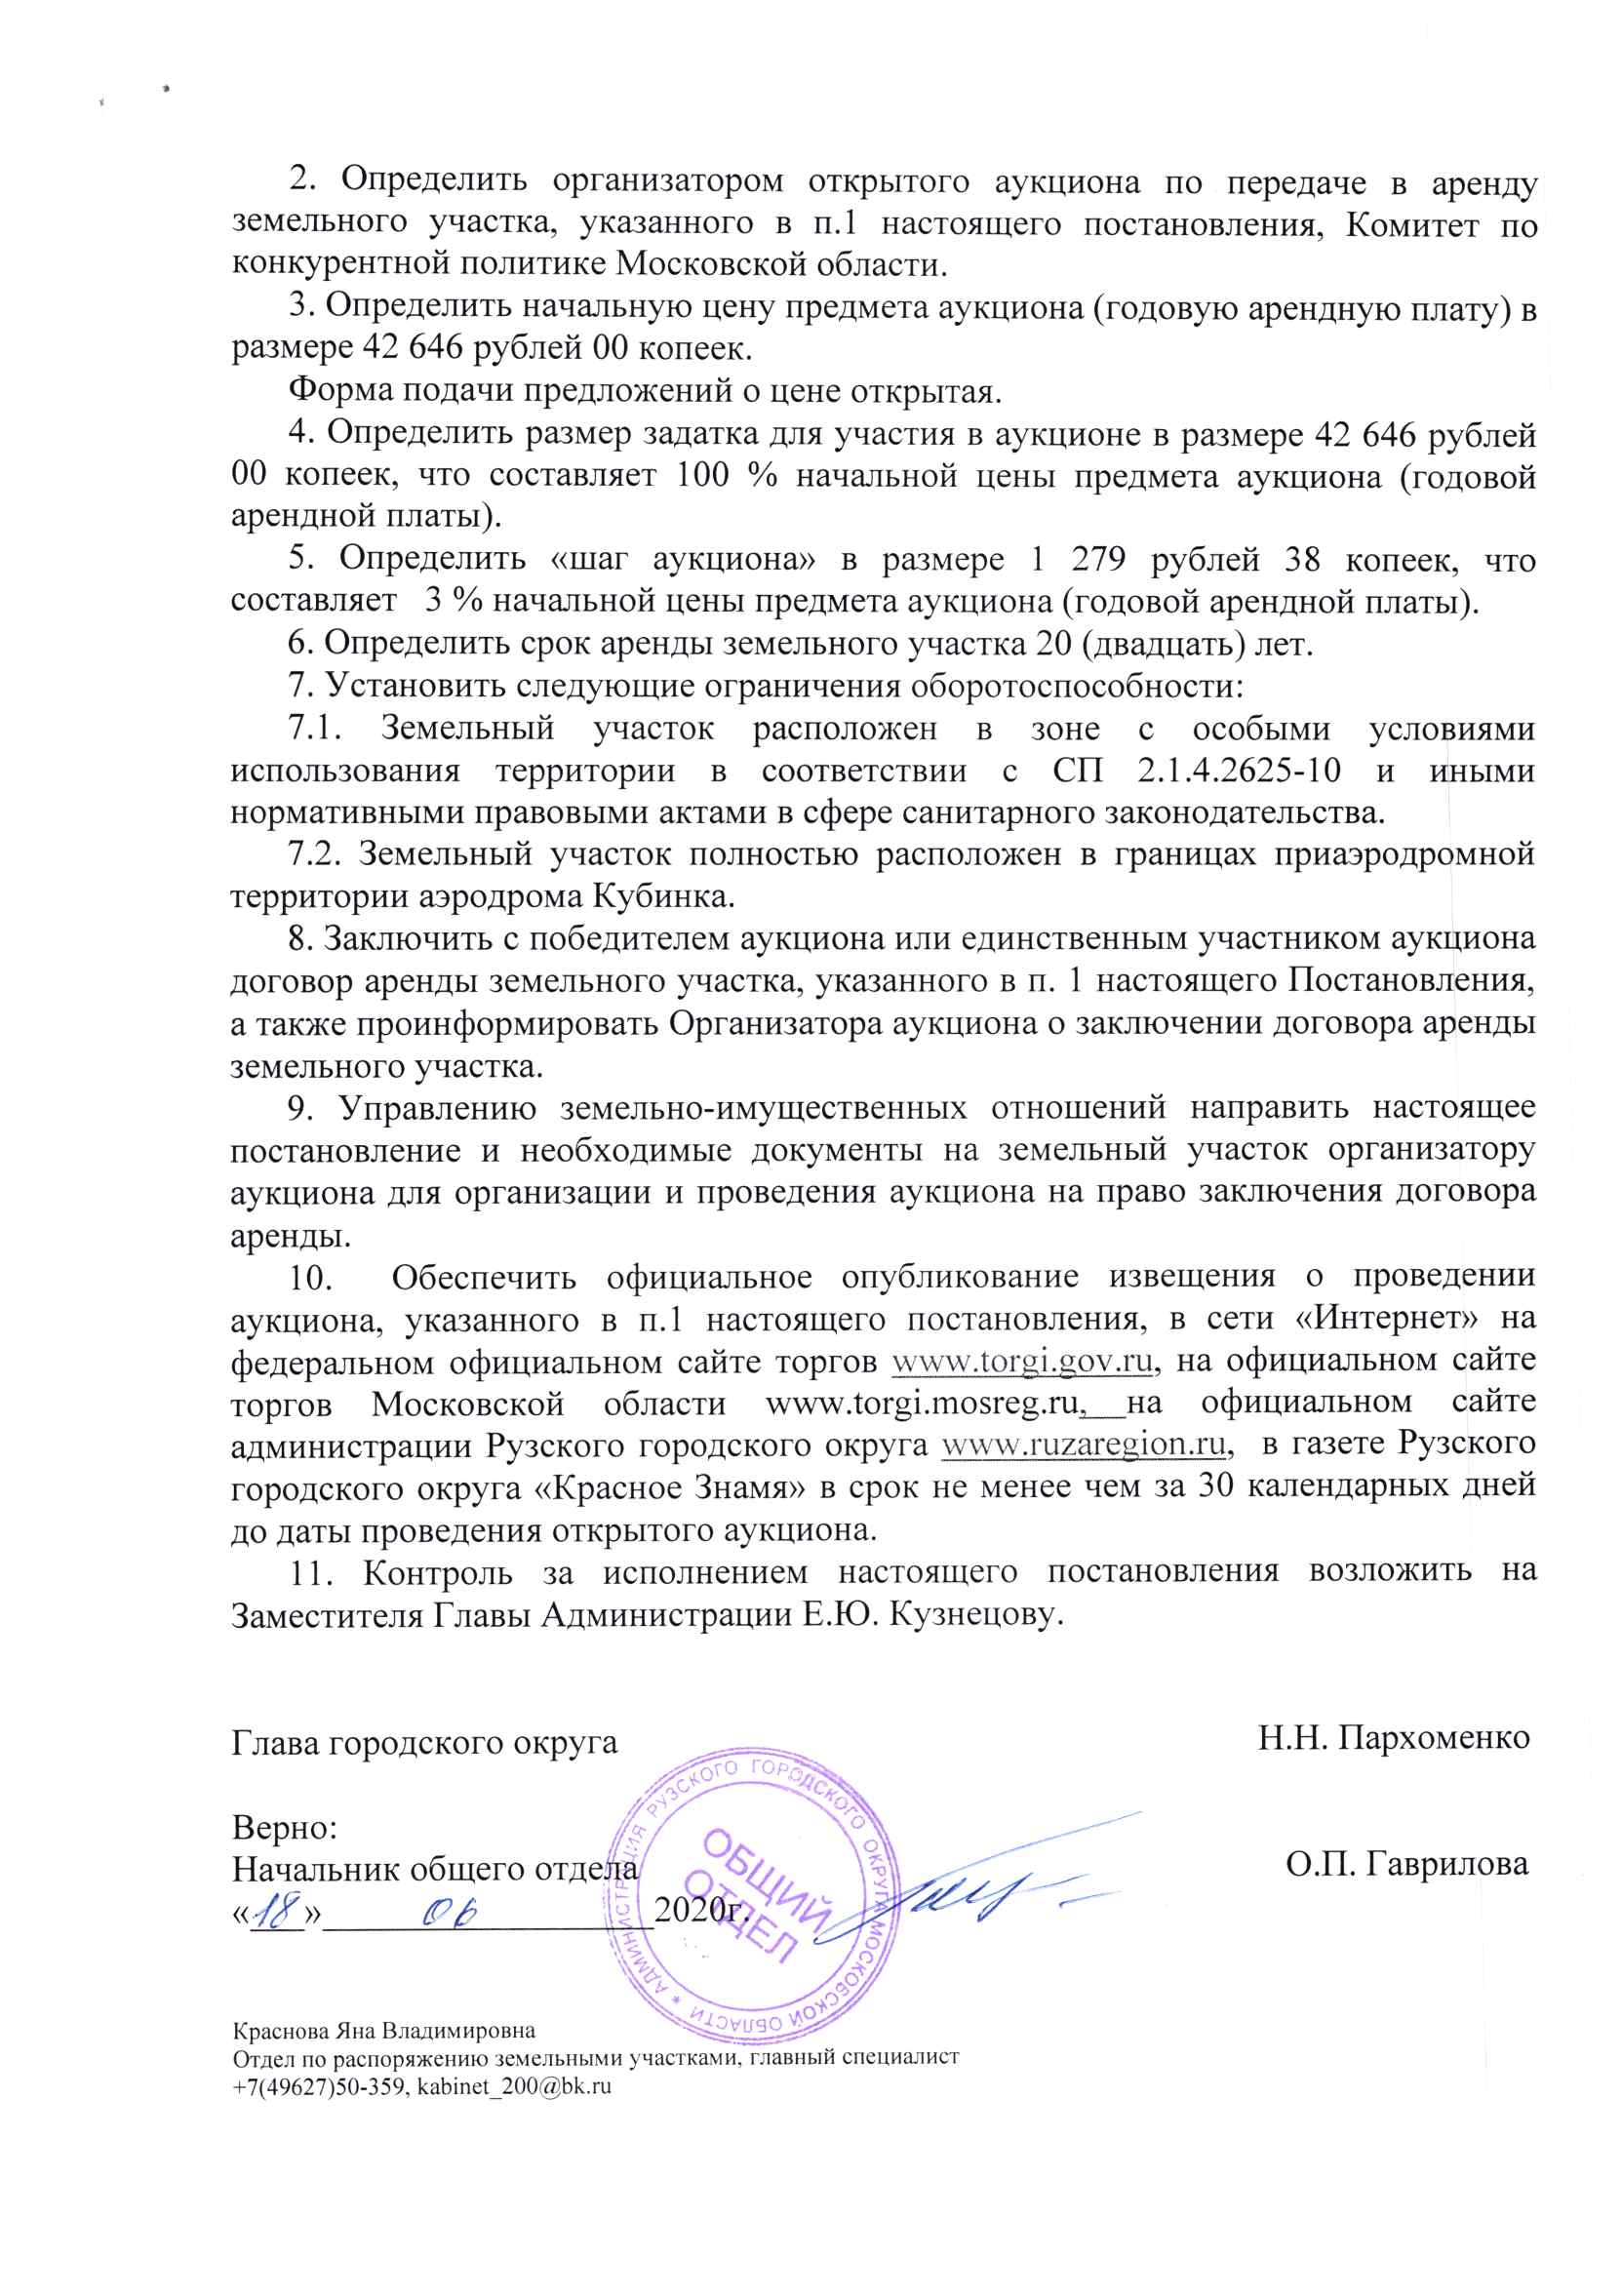 2. Определить организатором открытого аукциона по передаче в аренду
земельного участка, указанного в п.1 настоящего постановления, Комитет по
конкурентной политике Московской области.
3. Определить начальную цену предмета аукциона (годовую арендную плату) в
размере 42 646 рублей 00 копеек.
Форма подачи предложений о цене открытая.
4. Определить размер задатка для участия в аукционе в размере 42 646 рублей
00 копеек, что составляет 100 % начальной цены предмета аукциона (годовой
арендной платы).
5. Определить «шаг аукциона» в размере 1 279 рублей 38 копеек, что
составляет 3 % начальной цены предмета аукциона (годовой арендной платы).
6. Определить срок аренды земельного участка 20 (двадцать) лет.
7. Установить следующие ограничения оборотоспособности:
7.1. Земельный участок расположен в зоне с особыми условиями
использования территории в соответствии с СП 2.1.4.2625-10 и иными
нормативными правовыми актами в сфере санитарного законодательства.
7.2. Земельный участок полностью расположен в границах приаэродромной
территории аэродрома Кубинка.
8. Заключить с победителем аукциона или единственным участником аукциона
договор аренды земельного участка, указанного в п. 1 настоящего Постановления,
а также проинформировать Организатора аукциона о заключении договора аренды
земельного участка.
9. Управлению земельно-имущественных отношений направить настоящее
постановление и необходимые документы на земельный участок организатору
аукциона для организации и проведения аукциона на право заключения договора
аренды.
10. Обеспечить официальное опубликование извещения о проведении
аукциона, указанного в п.1 настоящего постановления, в сети «Интернет» на
федеральном официальном сайте торгов www.torgi.gov.ru, на официальном сайте
торгов Московской области www.torgi.mosreg.ru, на официальном сайте
администрации Рузского городского округа www.ruzaregion.ru, в газете Рузского
городского округа «Красное Знамя» в срок не менее чем за 30 календарных дней
до даты проведения открытого аукциона.
11. Контроль за исполнением настоящего постановления возложить на
Заместителя Главы Администрации Е.Ю. Кузнецову.
Глава городского округа Н.Н. Пархоменко
Верно:
Начальник общего отдела О.П. Гаврилова
«18» 06 2020г.
* АДМИНИСТРАЦИЯ РУЗСКОГО ГОРОДСКОГО ОКРУГА МОСКОВСКОЙ ОБЛАСТИ
ОБЩИЙ
ОТДЕЛ
Краснова Яна Владимировна
Отдел по распоряжению земельными участками, главный специалист
+7(49627)50-359, kabinet_200@bk.ru